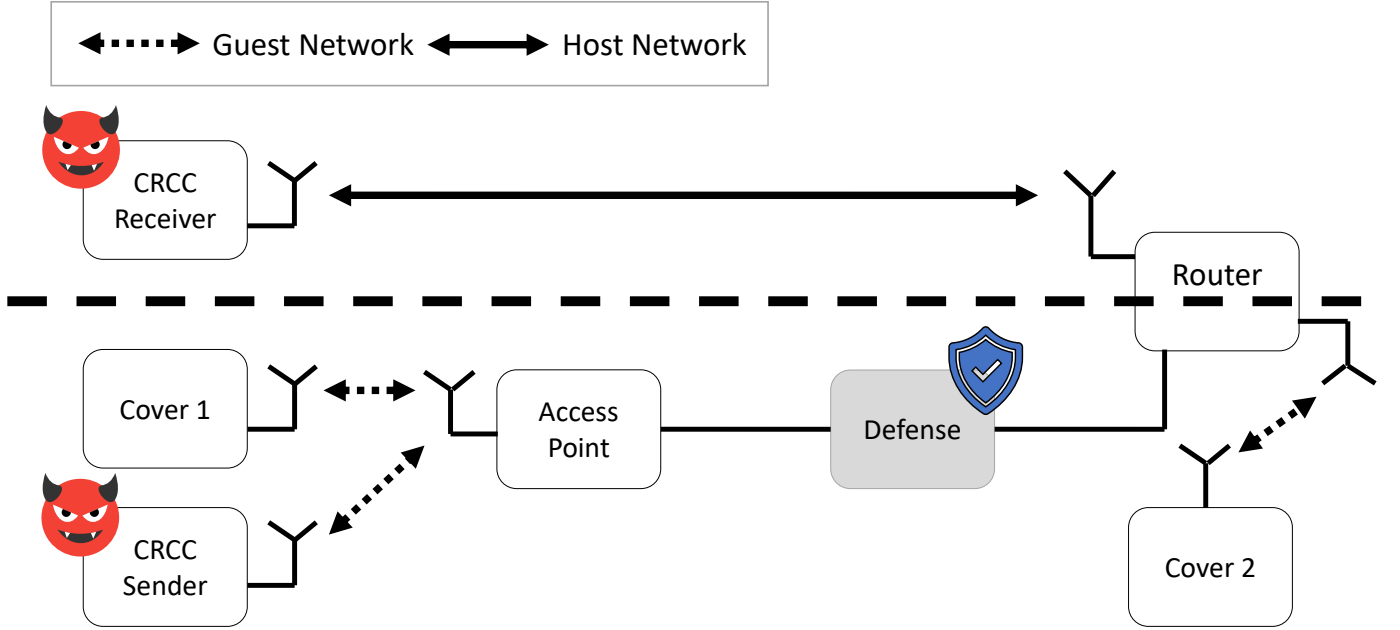 Guest Network
Host Network
CRCC
Receiver
Router
Cover 1
Access
Point
Defense
CRCC
Sender
Cover 2